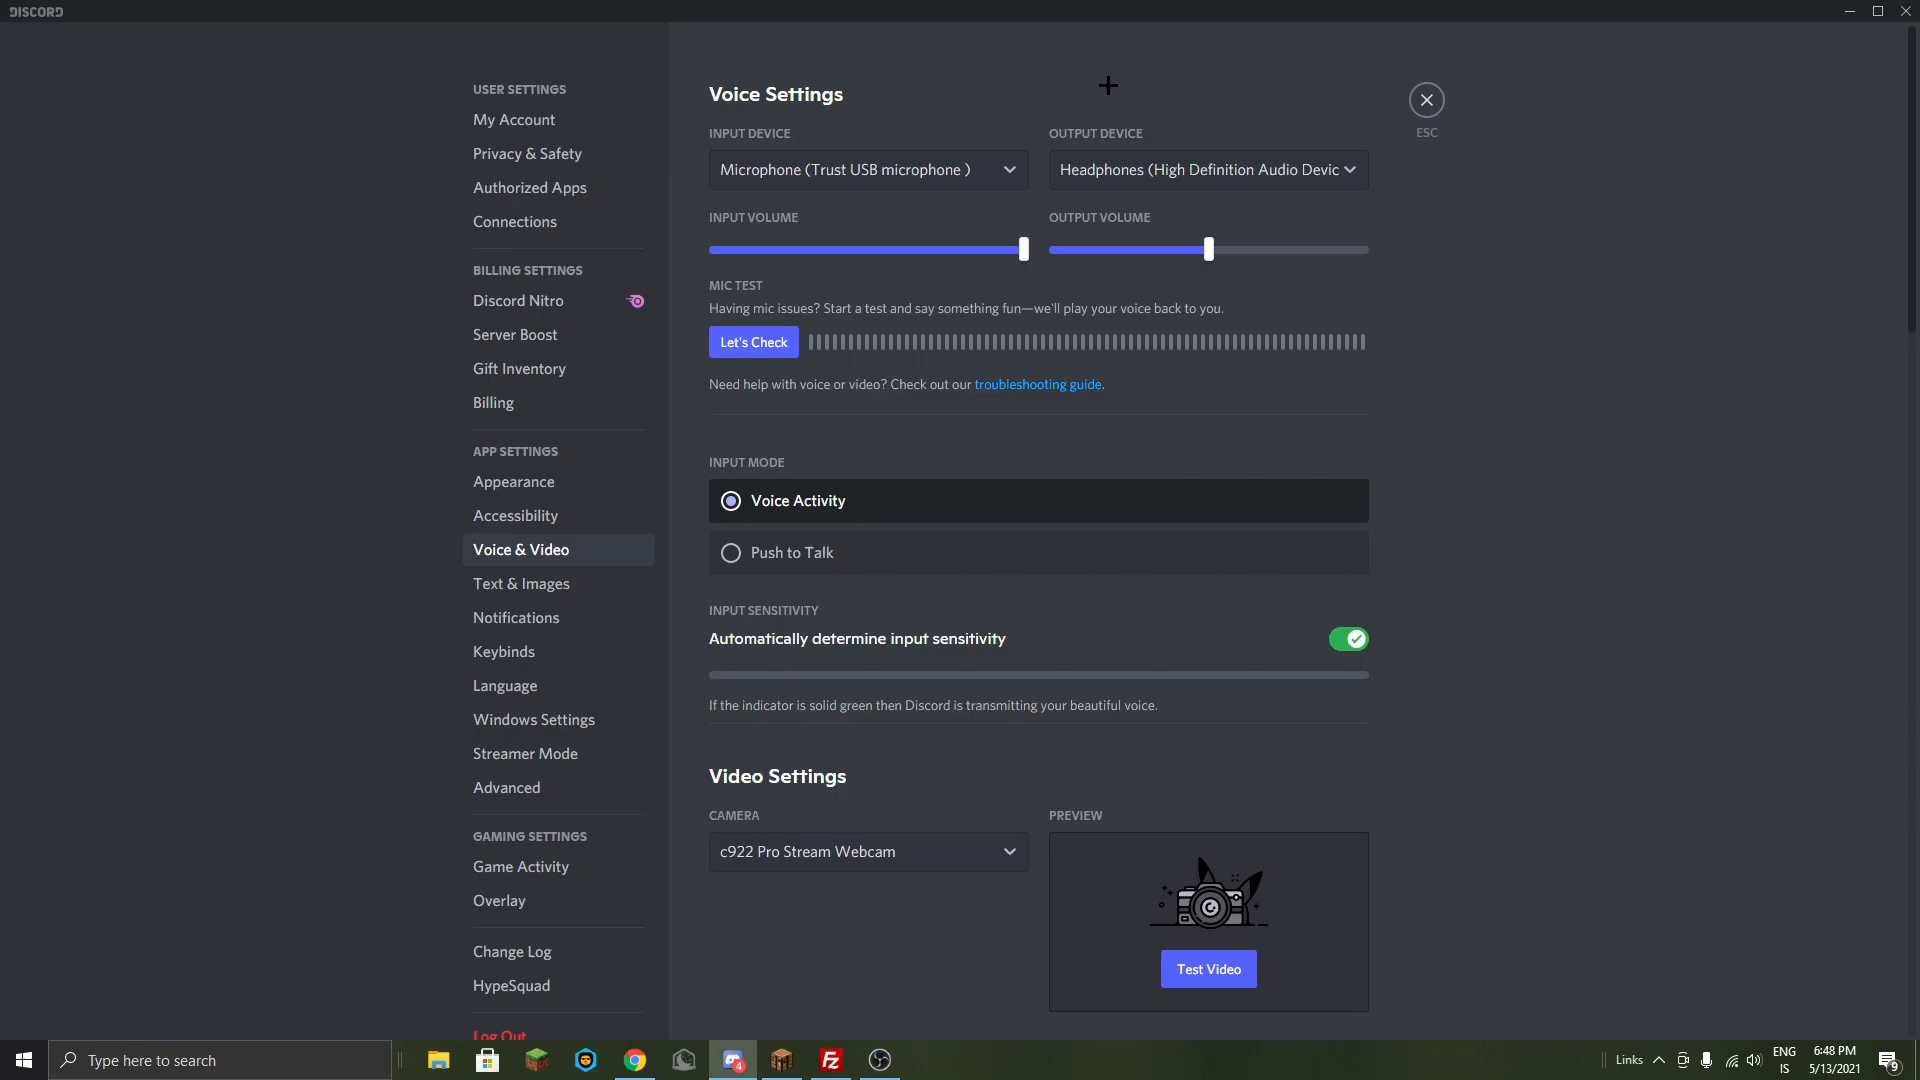 DISCORD
USER SETTINGS
My Account
Privacy & Safety
Authorized Apps
Connections
BILLING SETTINGS
Discord Nitro
Server Boost
Gift Inventory
Billing
APP SETTINGS
Appearance
Accessibility
Voice & Video
Text & Images
Notifications
Keybinds
Language
Windows Settings
Streamer Mode
Advanced
GAMING SETTINGS
Game Activity
Overlay
Change Log
HypeSquad
Log Out
Voice Settings
ESC
INPUT DEVICE
OUTPUT DEVICE
Microphone (Trust USB microphone )
Headphones (High Definition Audio Devic
INPUT VOLUME
OUTPUT VOLUME
MIC TEST
Having mic issues? Start a test and say something fun—we'll play your voice back to you.
Let's Check
Need help with voice or video? Check out our troubleshooting guide.
INPUT MODE
Voice Activity
Push to Talk
INPUT SENSITIVITY
Automatically determine input sensitivity
If the indicator is solid green then Discord is transmitting your beautiful voice.
Video Settings
CAMERA
PREVIEW
c922 Pro Stream Webcam
Test Video
Type here to search
4
FZ
Links
ENG
IS
6:48 PM
5/13/2021
9